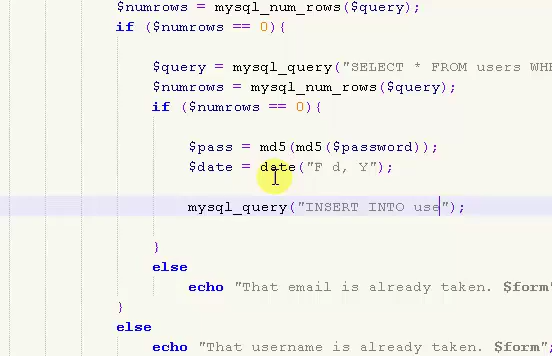 $numrows = mysql_num_rows($query);
if ($numrows == 0){
$query = mysql_query("SELECT * FROM users WHE
$numrows = mysql_num_rows($query);
if ($numrows == 0){
$pass = md5(md5($password));
$date = date("F d, Y");
mysql_query("INSERT INTO use");
}
else
echo "That email is already taken. $form"
}
else
echo "That username is already taken. $form";